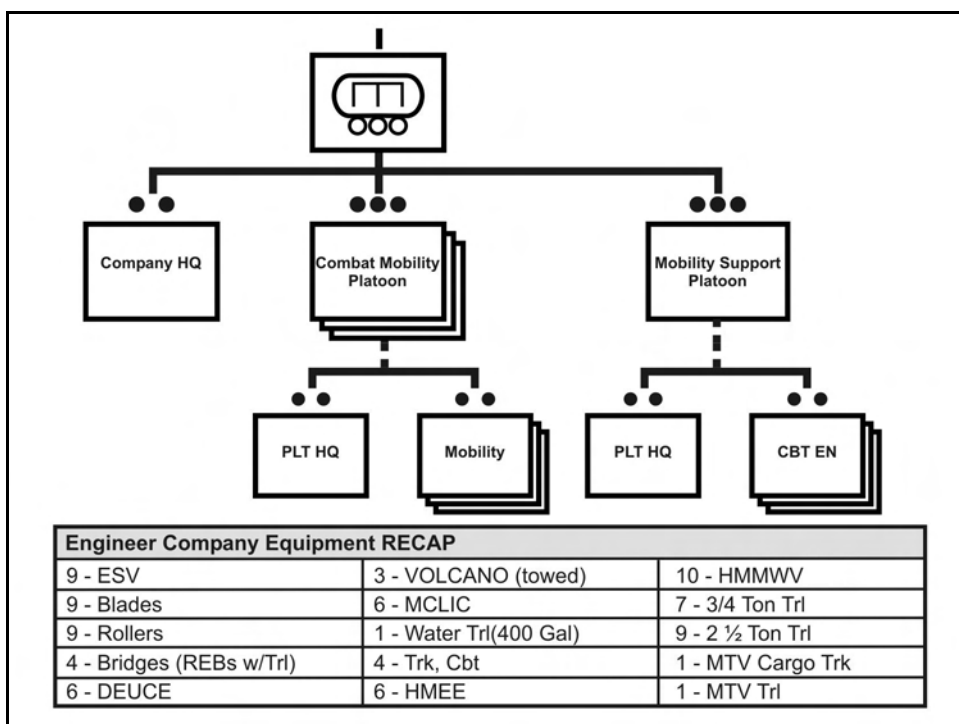 Company HQ
Combat Mobility
Platoon
Mobility Support
Platoon
PLT HQ
Mobility
PLT HQ
CBT EN
Engineer Company Equipment RECAP
9 - ESV
3 - VOLCANO (towed)
10 - HMMWV
9 - Blades
6 - MCLIC
7 - 3/4 Ton Trl
9 - Rollers
1 - Water Trl(400 Gal)
9 - 2 ½ Ton Trl
4 - Bridges (REBs w/Trl)
4 - Trk, Cbt
1 - MTV Cargo Trk
6 - DEUCE
6 - HMEE
1 - MTV Trl